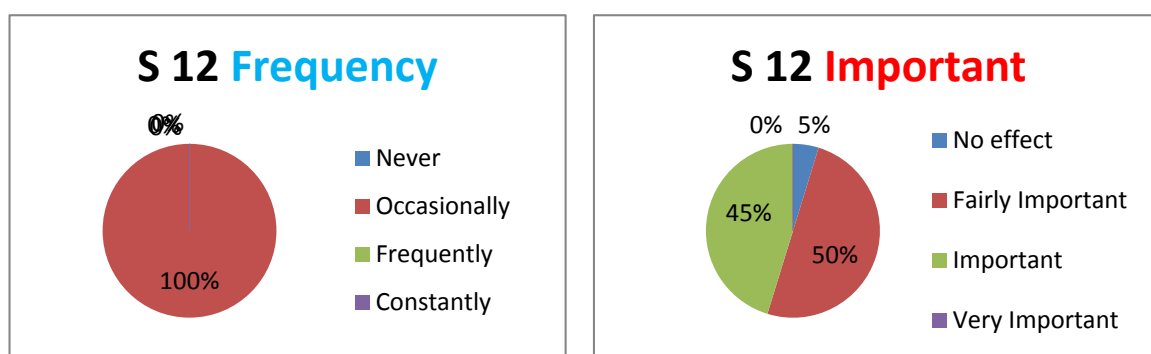 S 12 Frequency
0%
100%
Never
Occasionally
Frequently
Constantly
S 12 Important
0% 5%
45%
50%
No effect
Fairly Important
Important
Very Important